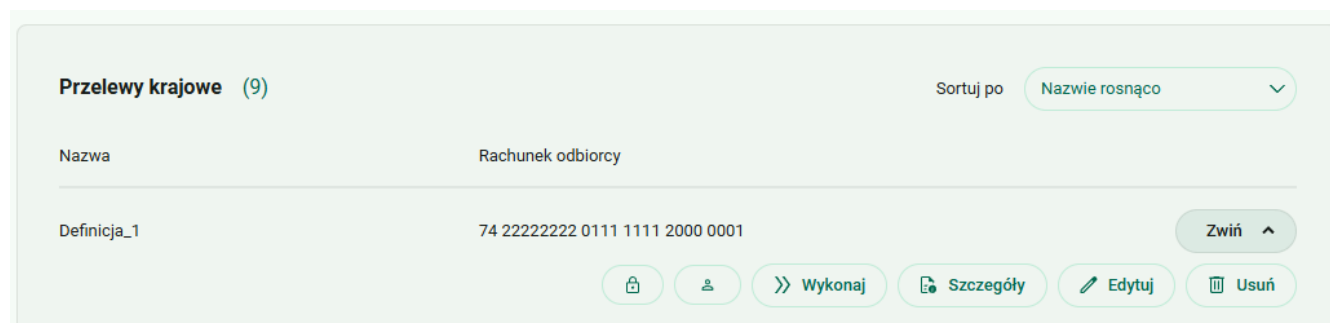 Przelewy krajowe (9) Sortuj po Nazwie rosnąco
Nazwa Rachunek odbiorcy
Definicja_1 74 22222222 0111 1111 2000 0001 Zwiń
Wykonaj Szczegóły Edytuj Usuń